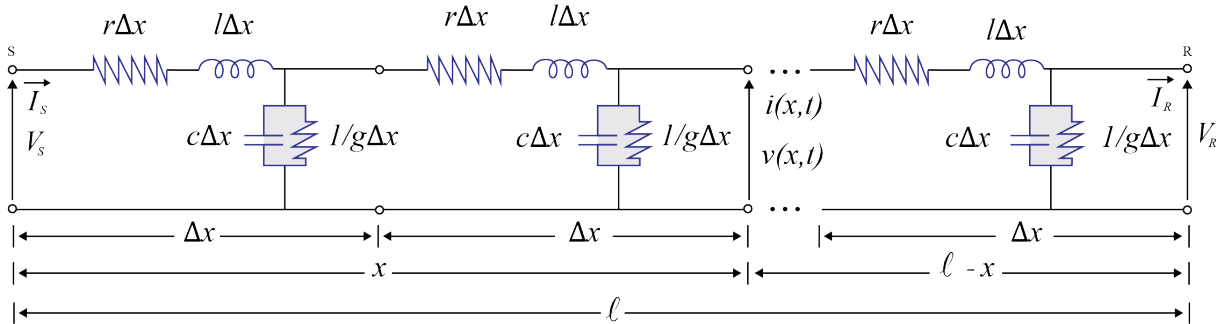 rΔx lΔx rΔx lΔx rΔx lΔx
S R
... 
I_S i(x,t) I_R
cΔx 1/gΔx cΔx 1/gΔx cΔx 1/gΔx
V_S v(x,t) V_R
...
Δx Δx Δx
x ℓ - x
ℓ